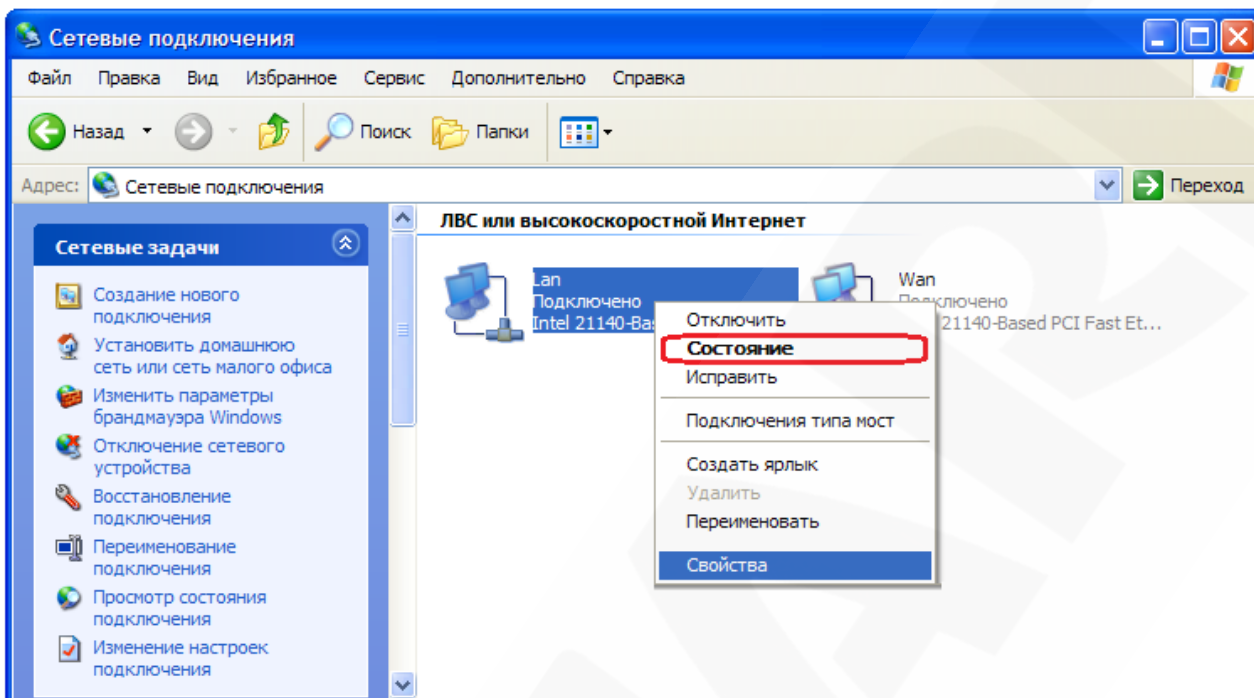 Сетевые подключения
Файл Правка Вид Избранное Сервис Дополнительно Справка
Назад Поиск Папки
Адрес: Сетевые подключения Переход
Сетевые задачи
Создание нового
подключения
Установить домашнюю
сеть или сеть малого офиса
Изменить параметры
брандмауэра Windows
Отключение сетевого
устройства
Восстановление
подключения
Переименование
подключения
Просмотр состояния
подключения
Изменение настроек
подключения
ЛВС или высокоскоростной Интернет
Lan
Подключено
Intel 21140-Ba
Wan
Подключено
21140-Based PCI Fast Et...
Отключить
Состояние
Исправить
Подключения типа мост
Создать ярлык
Удалить
Переименовать
Свойства